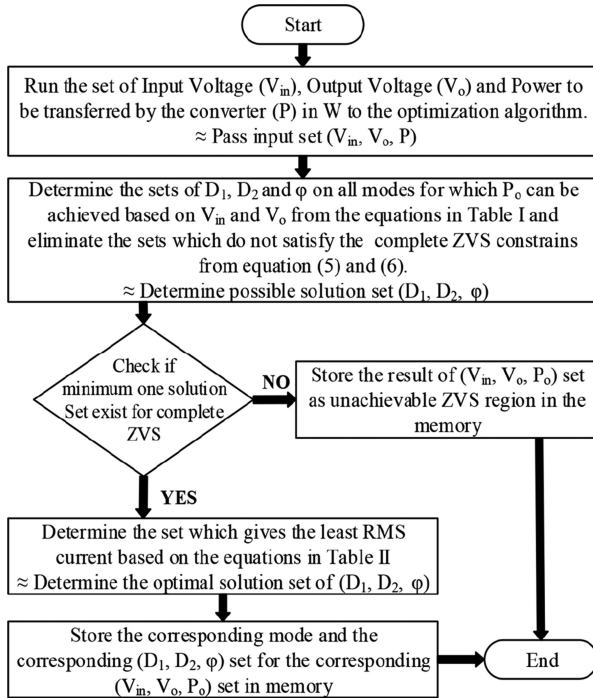 Start
Run the set of Input Voltage (Vin), Output Voltage (Vo) and Power to
be transferred by the converter (P) in W to the optimization algorithm.
≈ Pass input set (Vin, Vo, P)
Determine the sets of D1, D2 and φ on all modes for which Po can be
achieved based on Vin and Vo from the equations in Table I and
eliminate the sets which do not satisfy the complete ZVS constrains
from equation (5) and (6).
≈ Determine possible solution set (D1, D2, φ)
Check if
minimum one solution
Set exist for complete
ZVS
NO
Store the result of (Vin, Vo, Po) set
as unachievable ZVS region in the
memory
YES
Determine the set which gives the least RMS
current based on the equations in Table II
≈ Determine the optimal solution set of (D1, D2, φ)
Store the corresponding mode and the
corresponding (D1, D2, φ) set for the corresponding
(Vin, Vo, Po) set in memory
End